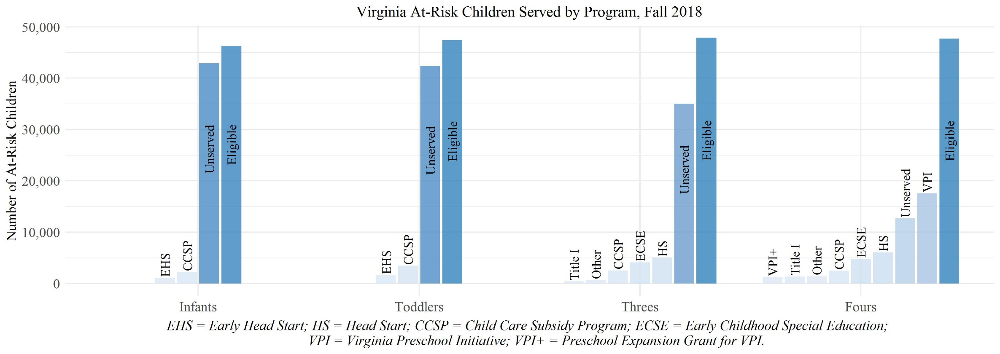 Virginia At-Risk Children Served by Program, Fall 2018
Number of At-Risk Children
50,000
40,000
30,000
20,000
10,000
0
EHS
CCSP
Unserved
Eligible
EHS
CCSP
Unserved
Eligible
Title I
Other
CCSP
ECSE
HS
Unserved
Eligible
VPI+
Title I
Other
CCSP
ECSE
HS
Unserved
VPI
Eligible
Infants
Toddlers
Threes
Fours
EHS = Early Head Start; HS = Head Start; CCSP = Child Care Subsidy Program; ECSE = Early Childhood Special Education;
VPI = Virginia Preschool Initiative; VPI+ = Preschool Expansion Grant for VPI.